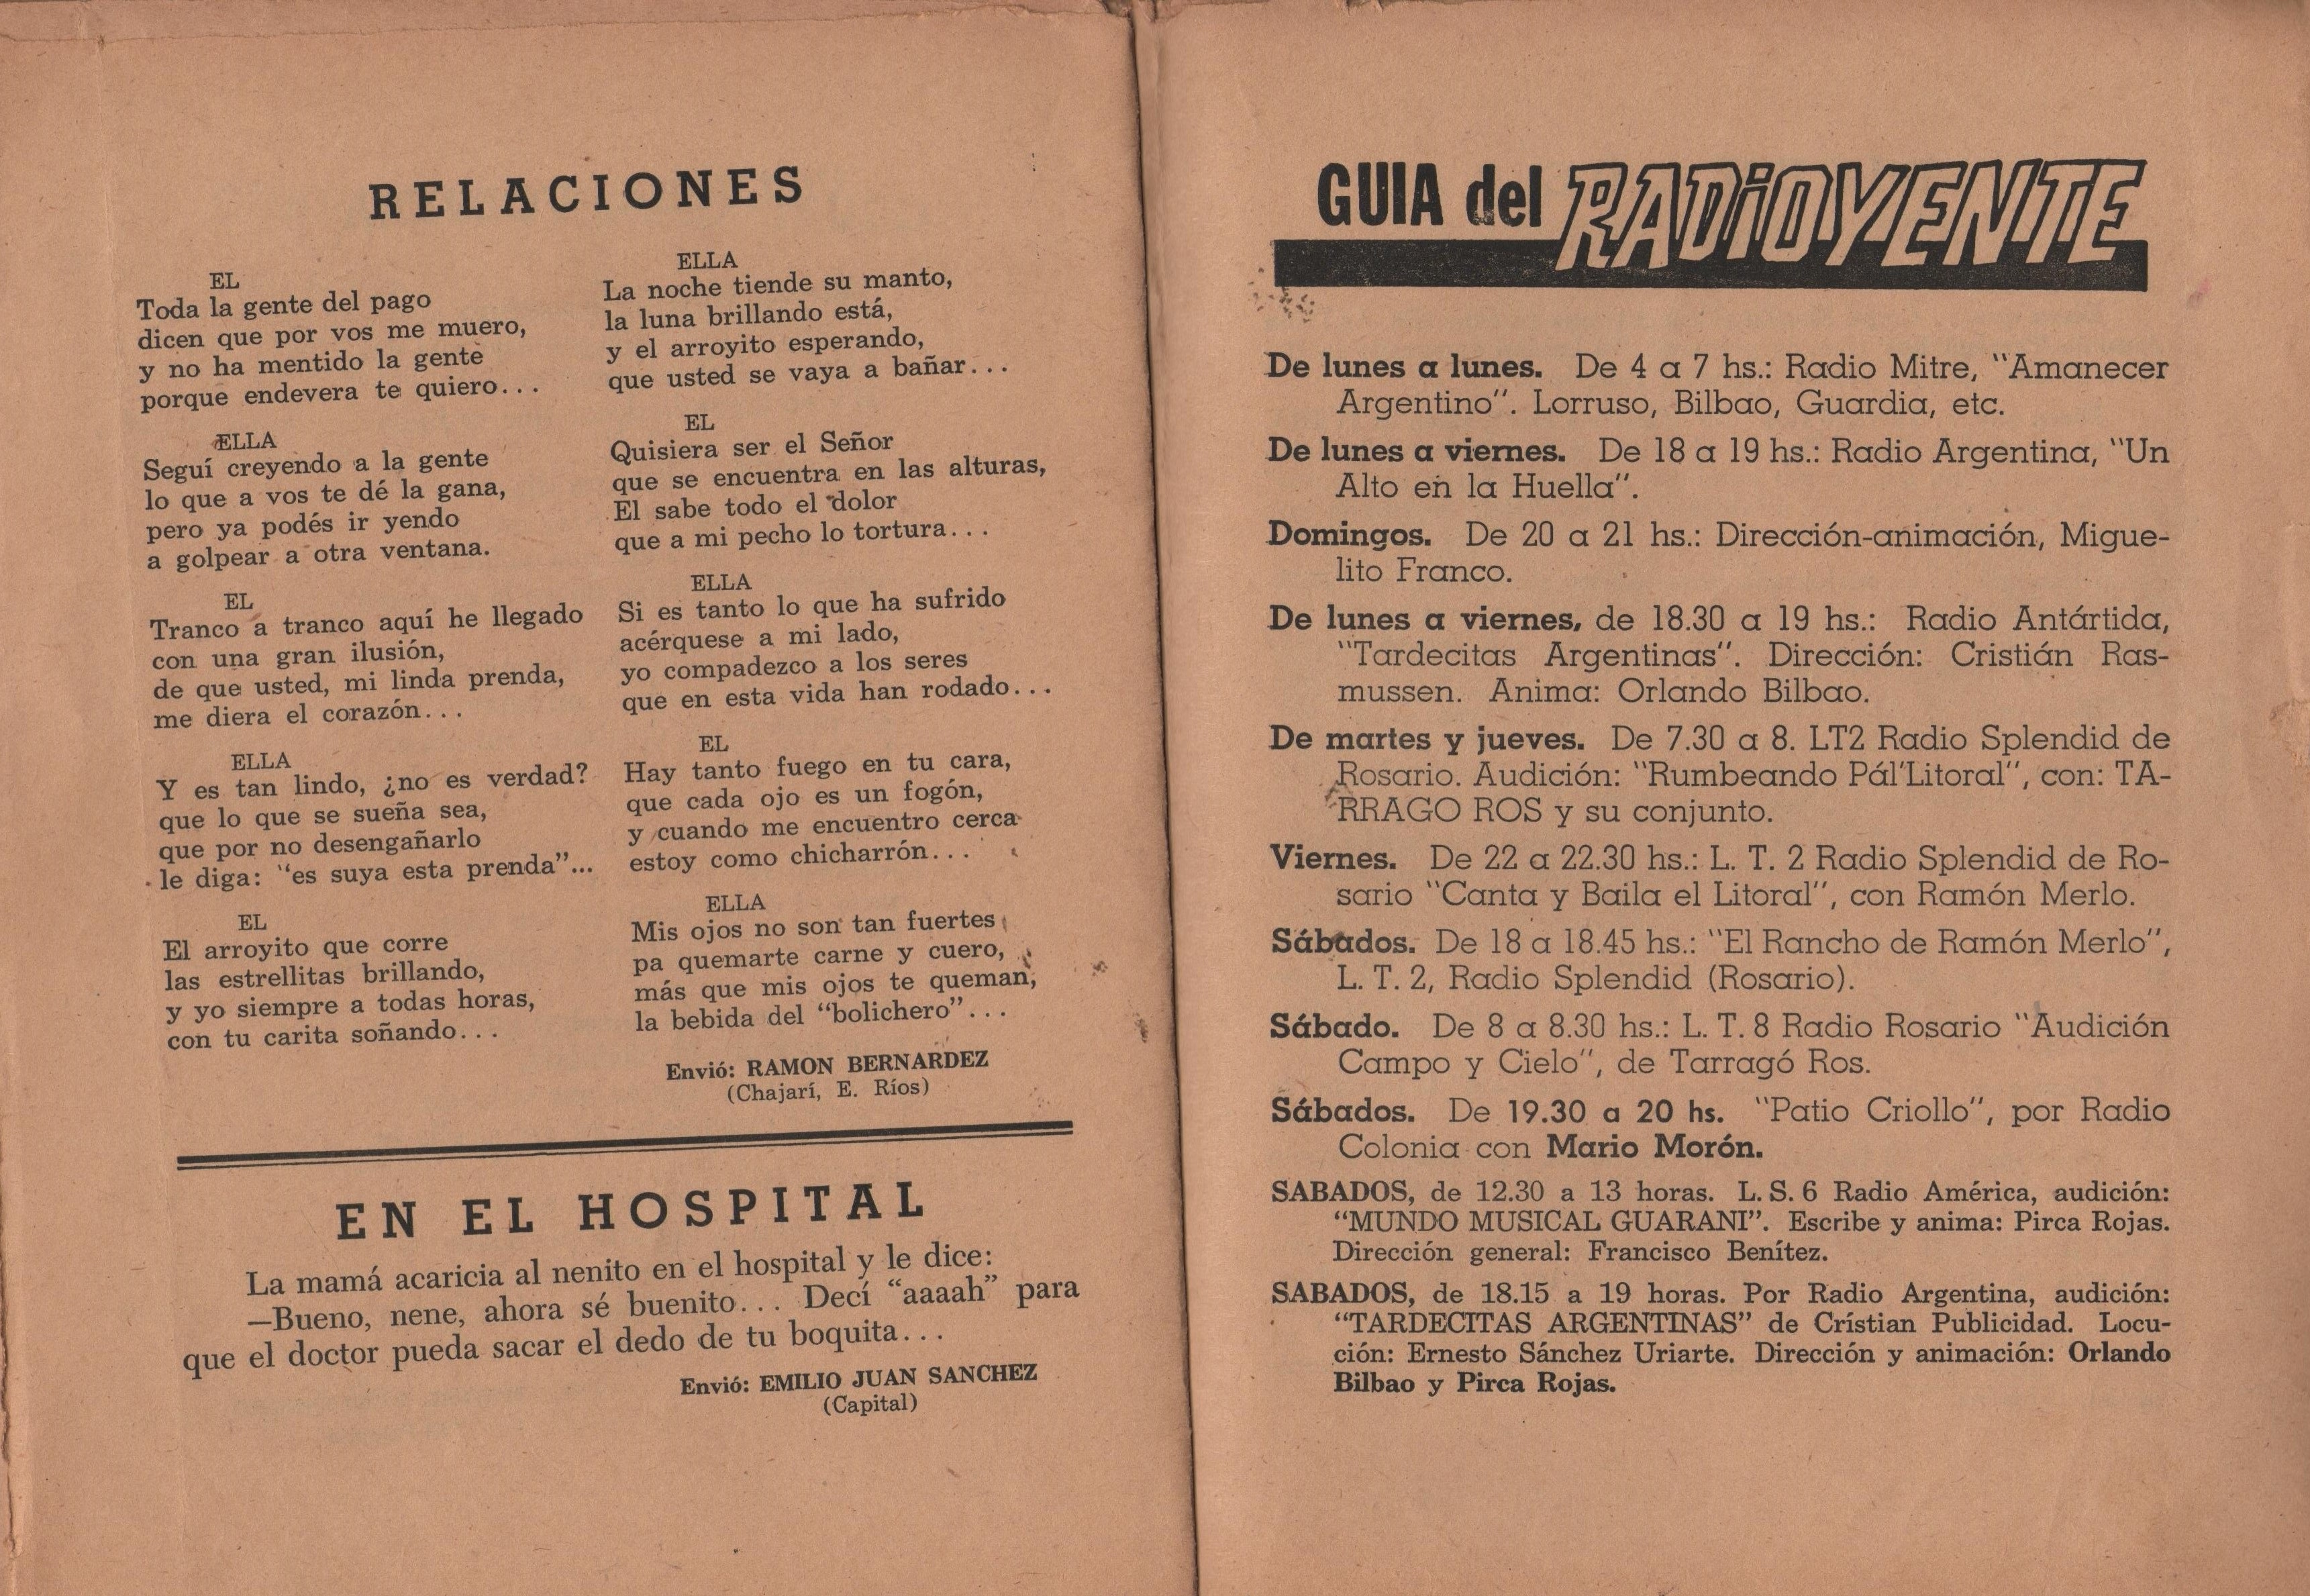 RELACIONES
EL
Toda la gente del pago
dicen que por vos me muero,
y no ha mentido la gente
porque endevera te quiero...
ELLA
Seguí creyendo a la gente
lo que a vos te dé la gana,
pero ya podés ir yendo
a golpear a otra ventana.
EL
Tranco a tranco aquí he llegado
con una gran ilusión,
de que usted, mi linda prenda,
me diera el corazón...
ELLA
Y es tan lindo, ¿no es verdad?
que lo que se sueña sea,
que por no desengañarlo
le diga: "es suya esta prenda"...
EL
El arroyito que corre
las estrellitas brillando,
y yo siempre a todas horas,
con tu carita soñando...
ELLA
La noche tiende su manto,
la luna brillando está,
y el arroyito esperando,
que usted se vaya a bañar...
EL
Quisiera ser el Señor
que se encuentra en las alturas,
El sabe todo el dolor
que a mi pecho lo tortura...
ELLA
Si es tanto lo que ha sufrido
acérquese a mi lado,
yo compadezco a los seres
que en esta vida han rodado...
EL
Hay tanto fuego en tu cara,
que cada ojo es un fogón,
y cuando me encuentro cerca
estoy como chicharrón...
ELLA
Mis ojos no son tan fuertes
pa quemarte carne y cuero,
más que mis ojos te queman,
la bebida del "bolichero"...
Envió: RAMON BERNARDEZ
(Chajarí, E. Ríos)
EN EL HOSPITAL
La mamá acaricia al nenito en el hospital y le dice:
—Bueno, nene, ahora sé buenito... Decí "aaaah" para
que el doctor pueda sacar el dedo de tu boquita...
Envió: EMILIO JUAN SANCHEZ
(Capital)
GUIA del RADIOYENTE
De lunes a lunes. De 4 a 7 hs.: Radio Mitre, "Amanecer
Argentino". Lorruso, Bilbao, Guardia, etc.
De lunes a viernes. De 18 a 19 hs.: Radio Argentina, "Un
Alto en la Huella".
Domingos. De 20 a 21 hs.: Dirección-animación, Migue-
lito Franco.
De lunes a viernes, de 18.30 a 19 hs.: Radio Antártida,
"Tardecitas Argentinas". Dirección: Cristián Ras-
mussen. Anima: Orlando Bilbao.
De martes y jueves. De 7.30 a 8. LT2 Radio Splendid de
Rosario. Audición: "Rumbeando Pál'Litoral", con: TA-
RRAGO ROS y su conjunto.
Viernes. De 22 a 22.30 hs.: L. T. 2 Radio Splendid de Ro-
sario "Canta y Baila el Litoral", con Ramón Merlo.
Sábados. De 18 a 18.45 hs.: "El Rancho de Ramón Merlo",
L. T. 2, Radio Splendid (Rosario).
Sábado. De 8 a 8.30 hs.: L. T. 8 Radio Rosario "Audición
Campo y Cielo", de Tarragó Ros.
Sábados. De 19.30 a 20 hs. "Patio Criollo", por Radio
Colonia con Mario Morón.
SABADOS, de 12.30 a 13 horas. L. S. 6 Radio América, audición:
"MUNDO MUSICAL GUARANI". Escribe y anima: Pirca Rojas.
Dirección general: Francisco Benítez.
SABADOS, de 18.15 a 19 horas. Por Radio Argentina, audición:
"TARDECITAS ARGENTINAS" de Crístian Publicidad. Locu-
ción: Ernesto Sánchez Uriarte. Dirección y animación: Orlando
Bilbao y Pirca Rojas.